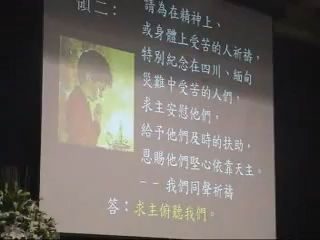 領二：
請為在精神上、
或身體上受苦的人祈禱，
特別紀念在四川、緬甸
災難中受苦的人們，
求主安慰他們，
給予他們及時的扶助，
恩賜他們堅心依靠天主。
－－我們同聲祈禱
答：求主俯聽我們。